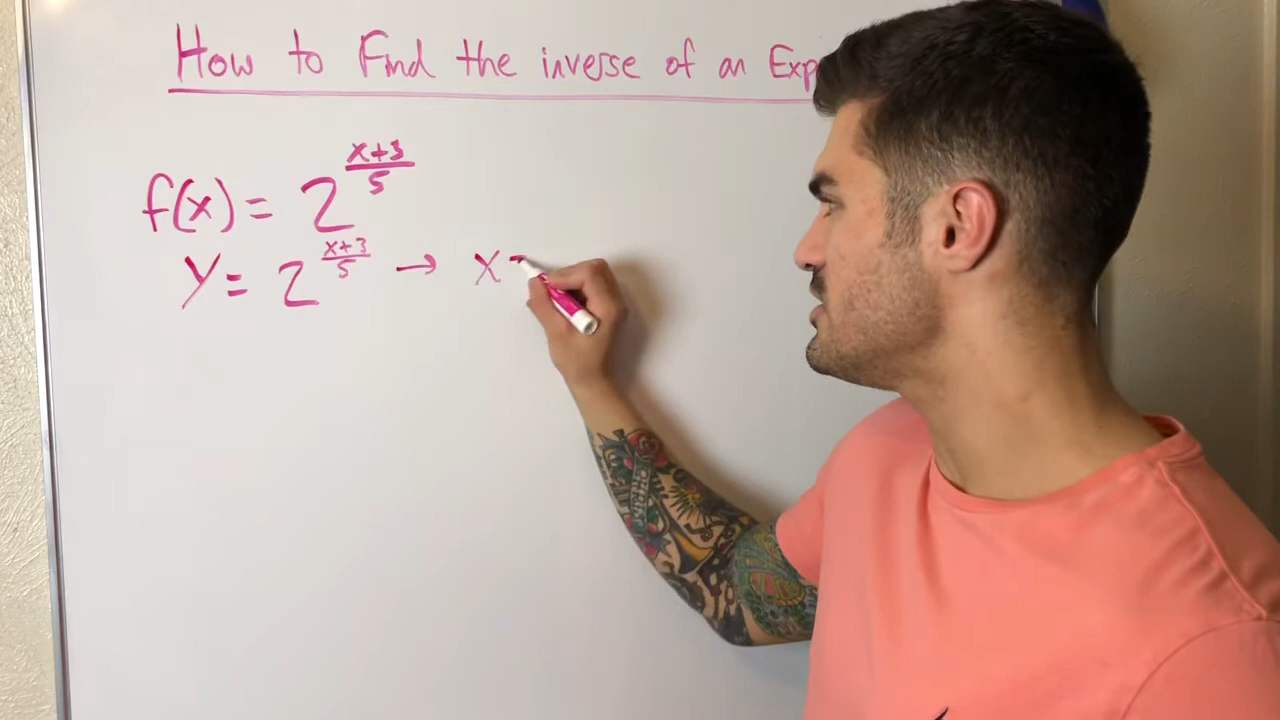 How to Find the inverse of an Exp
f(x) = 2^((x+3)/5)
y = 2^((x+3)/5) → x